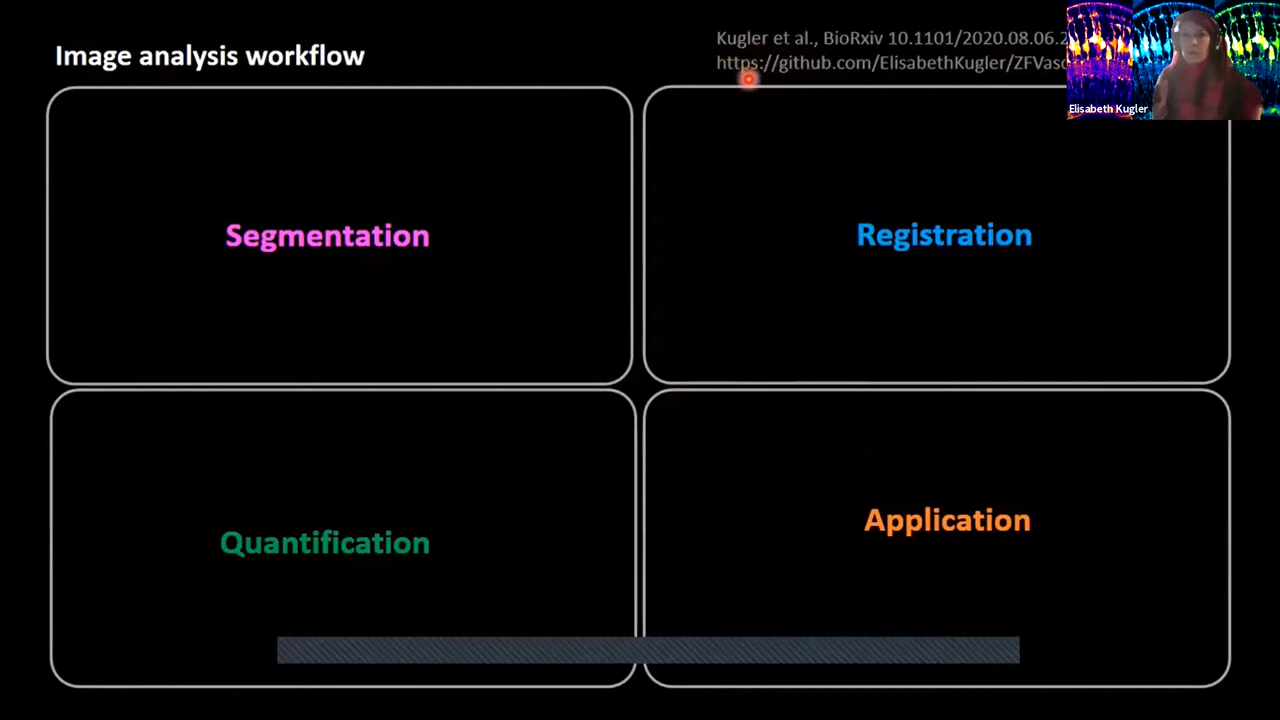 Image analysis workflow
Kugler et al., BioRxiv 10.1101/2020.08.06.2
https://github.com/ElisabethKugler/ZFVasc
Elisabeth Kugler
Segmentation
Registration
Quantification
Application